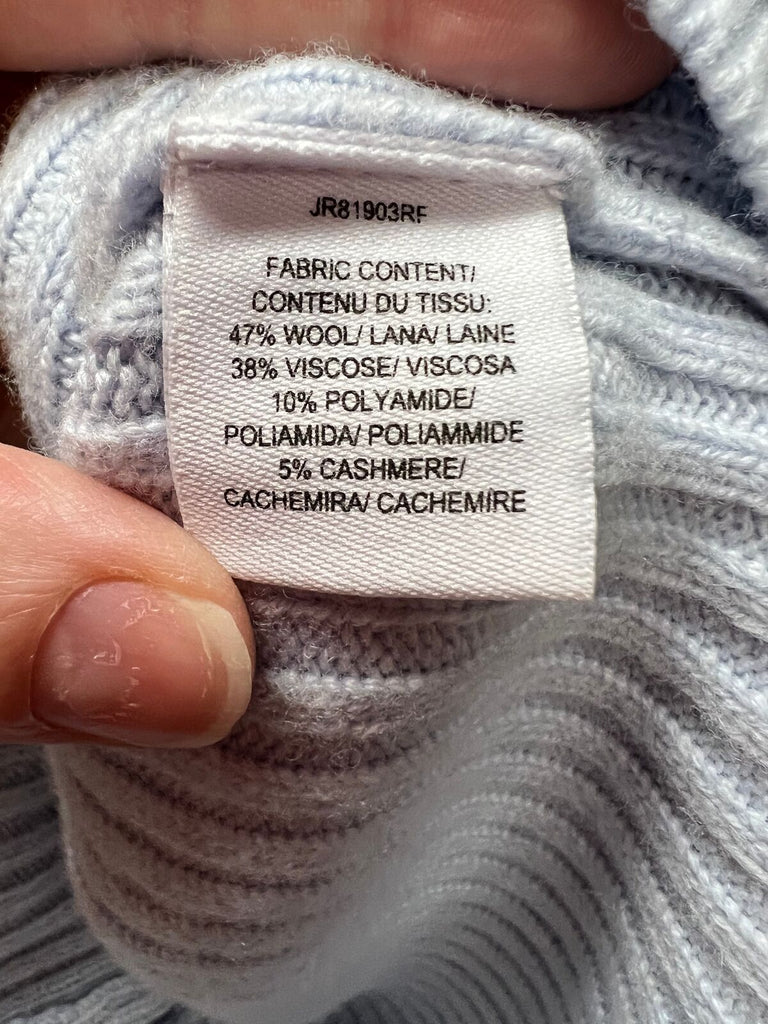 JR81903RF
FABRIC CONTENT/
CONTENU DU TISSU:
47% WOOL/ LANA/ LAINE
38% VISCOSE/ VISCOSA
10% POLYAMIDE/
POLIAMIDA/ POLIAMMIDE
5% CASHMERE/
CACHEMIRA/ CACHEMIRE